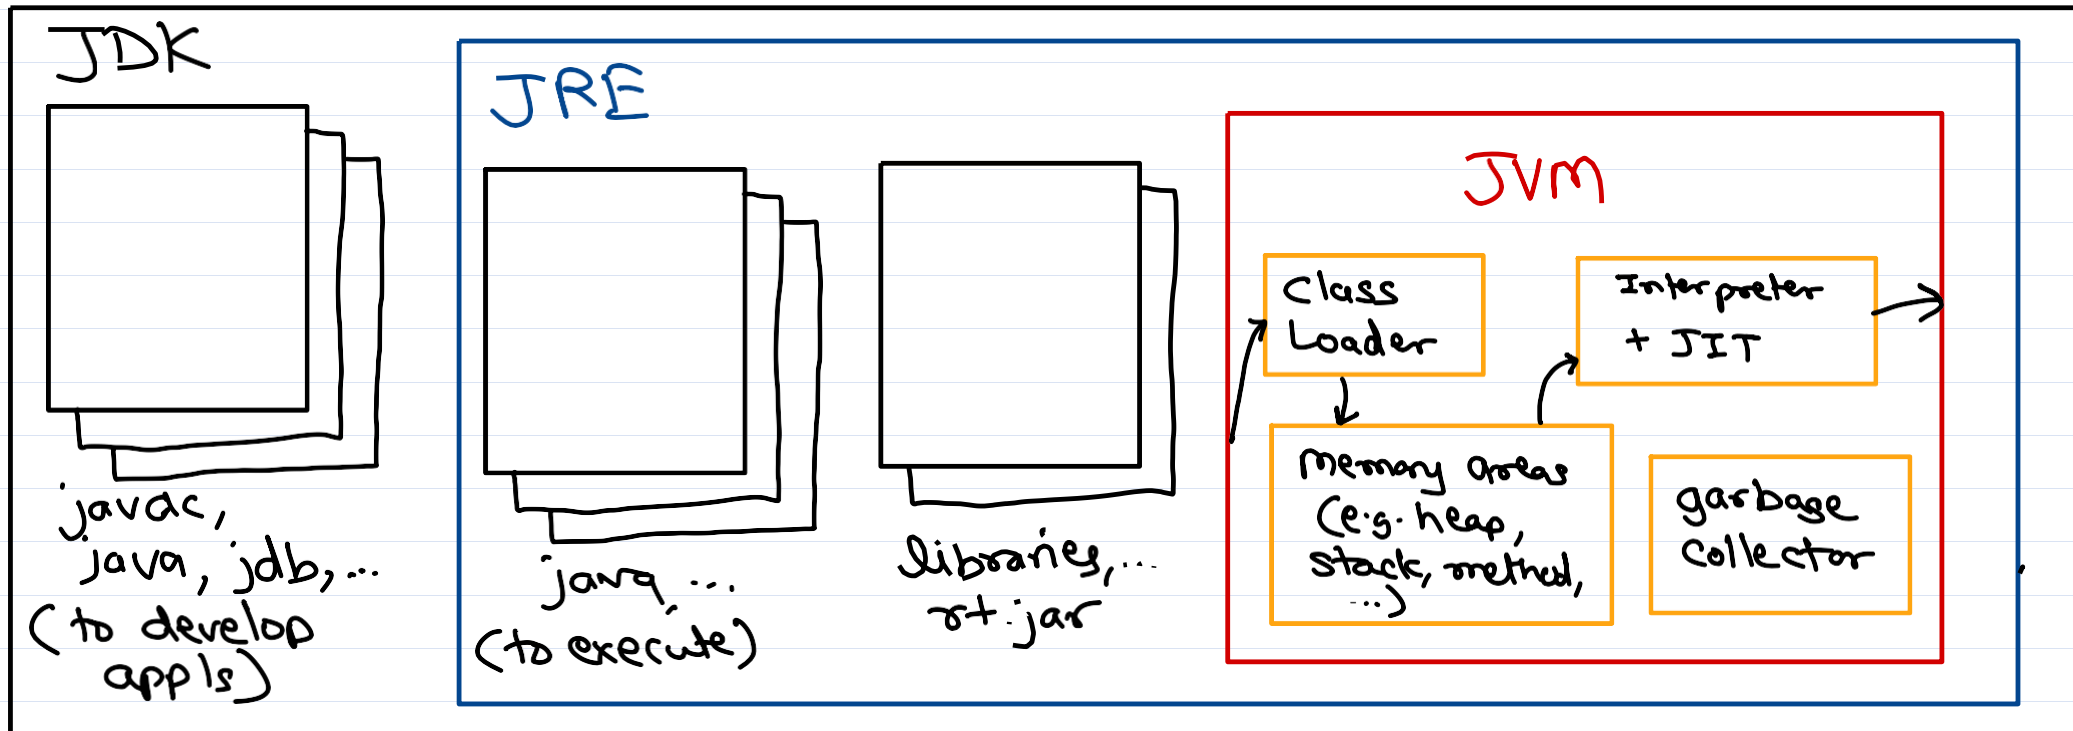 JDK
javac,
java, jdb,...
(to develop
appls)
JRE
java, ...
(to execute)
libraries,...
rt.jar
JVM
Class
Loader
Interpreter
+ JIT
memory areas
(e.g. heap,
stack, method,
...)
garbage
collector